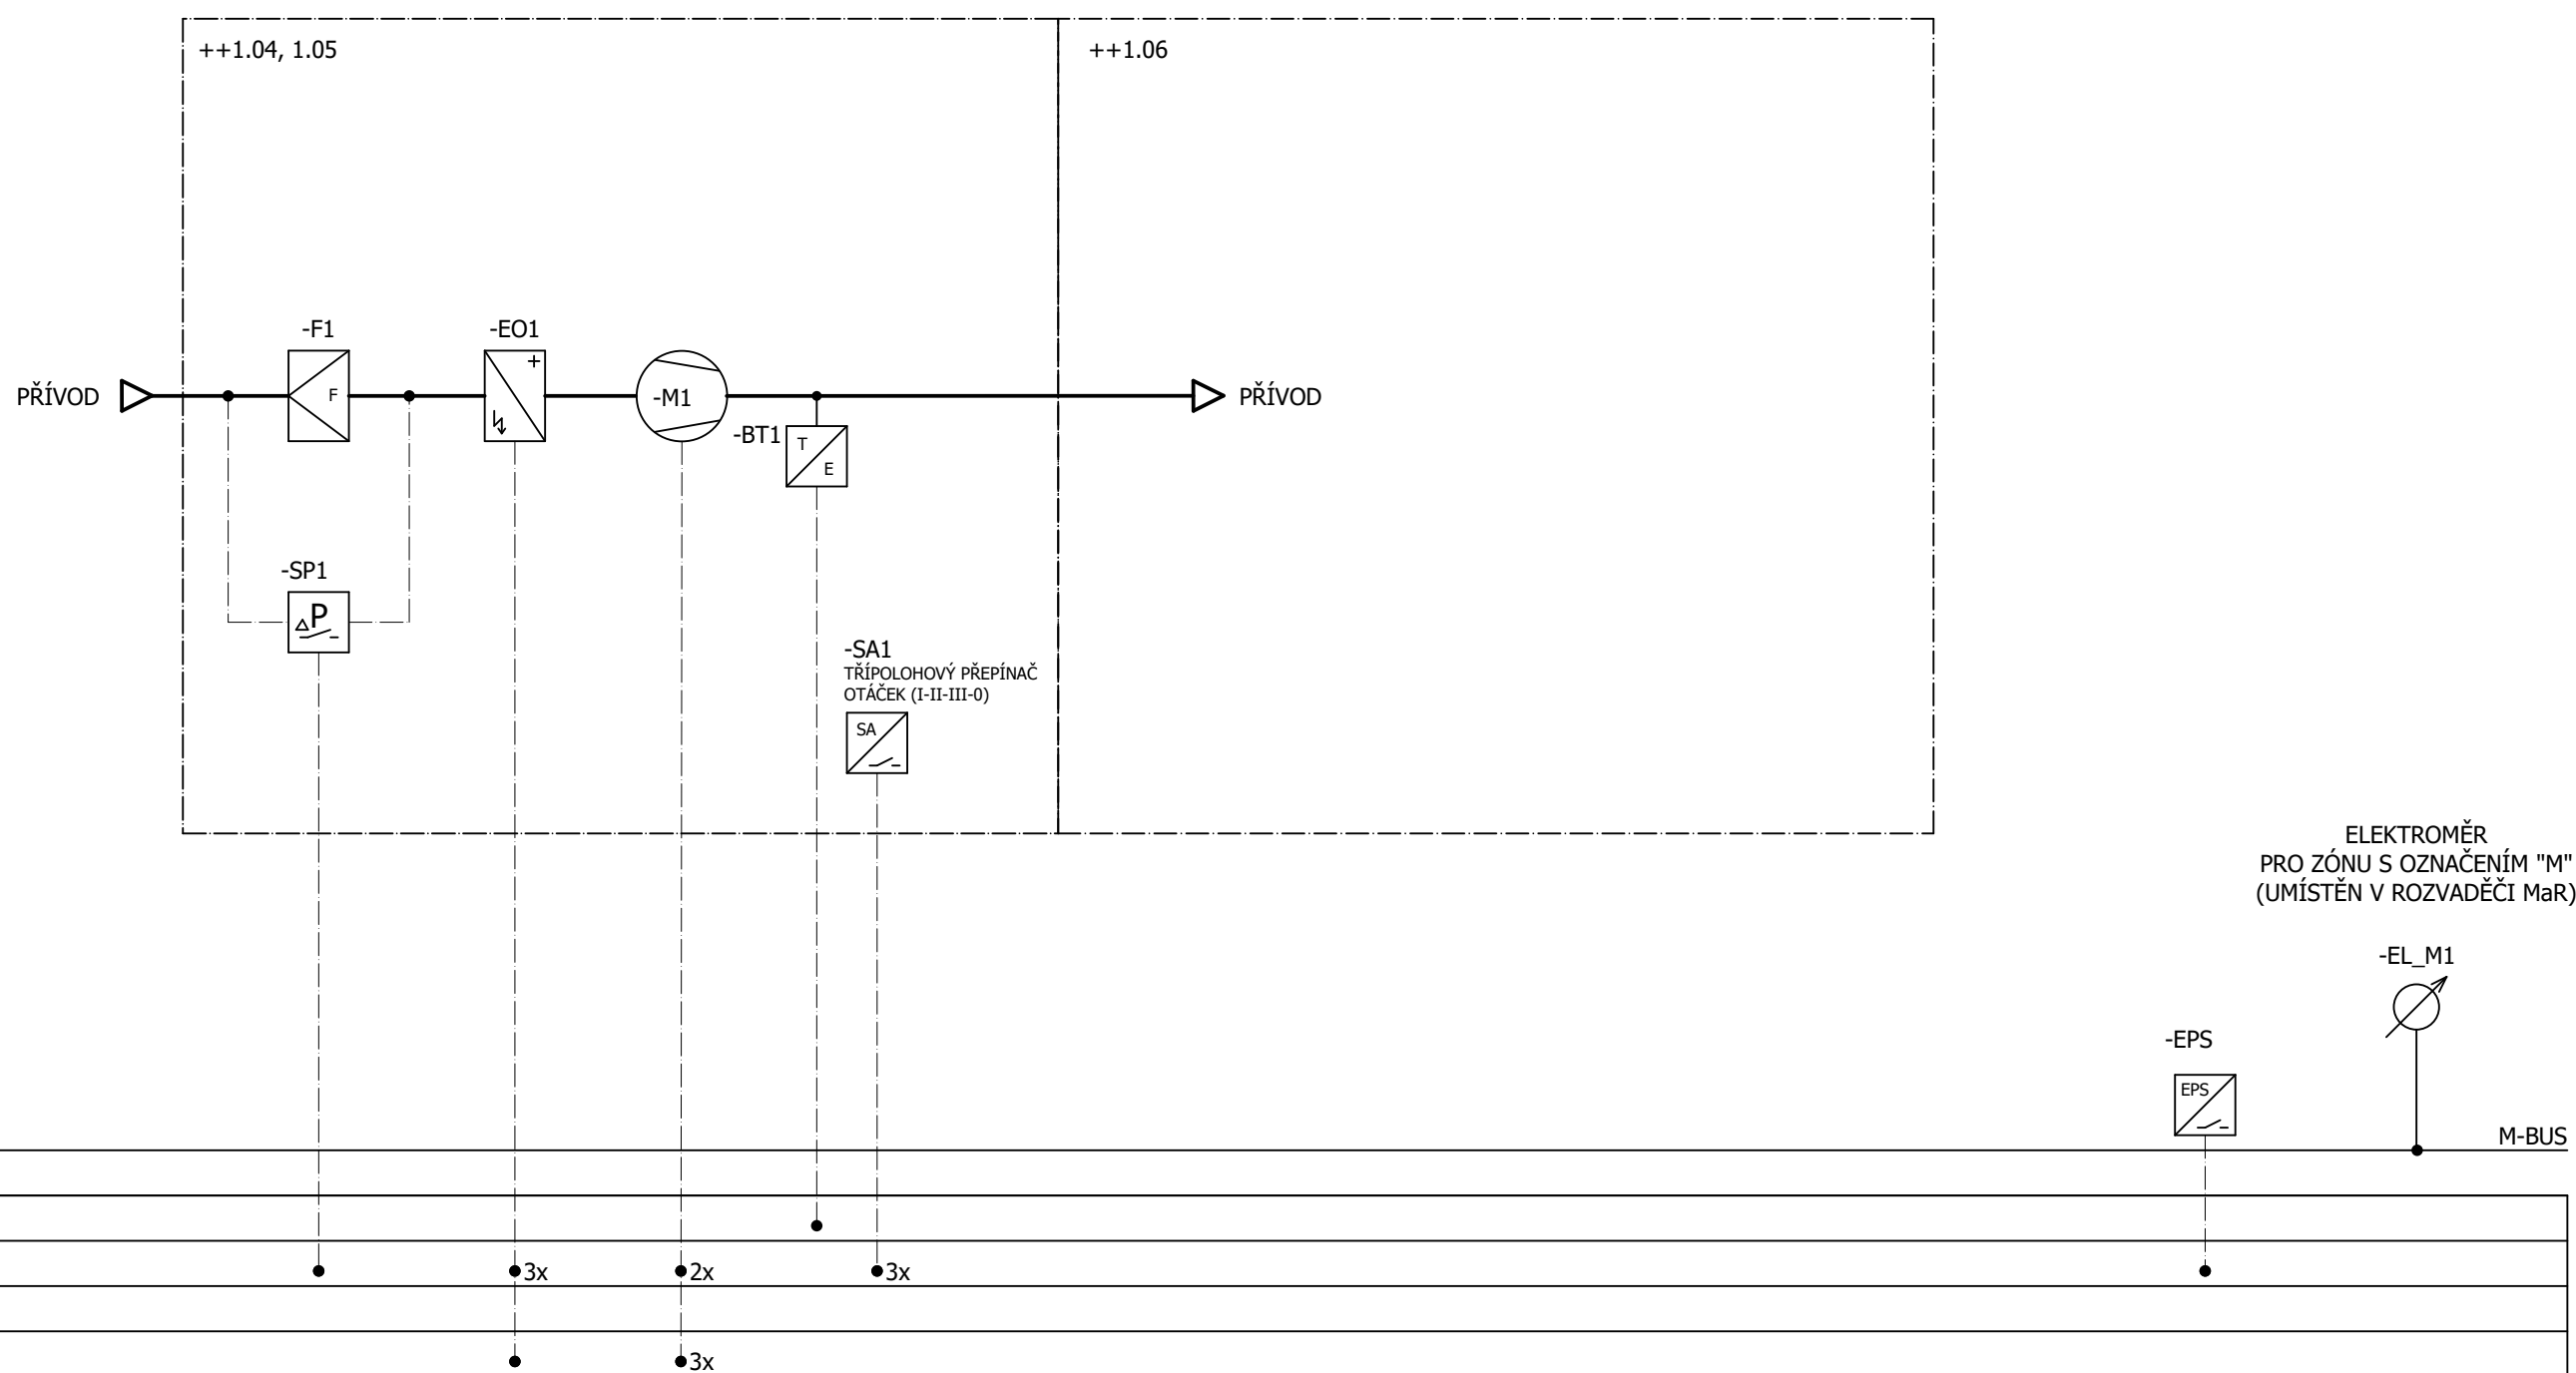 ++1.04, 1.05
++1.06
-F1
-EO1
PŘÍVOD
F
+
-M1
PŘÍVOD
-BT1
T
E
-SP1
ΔP
-SA1
TŘÍPOLOHOVÝ PŘEPÍNAČ
OTÁČEK (I-II-III-0)
SA
ELEKTROMĚR
PRO ZÓNU S OZNAČENÍM "M"
(UMÍSTĚN V ROZVADĚČI MaR)
-EL_M1
-EPS
EPS
M-BUS
3x
2x
3x
3x